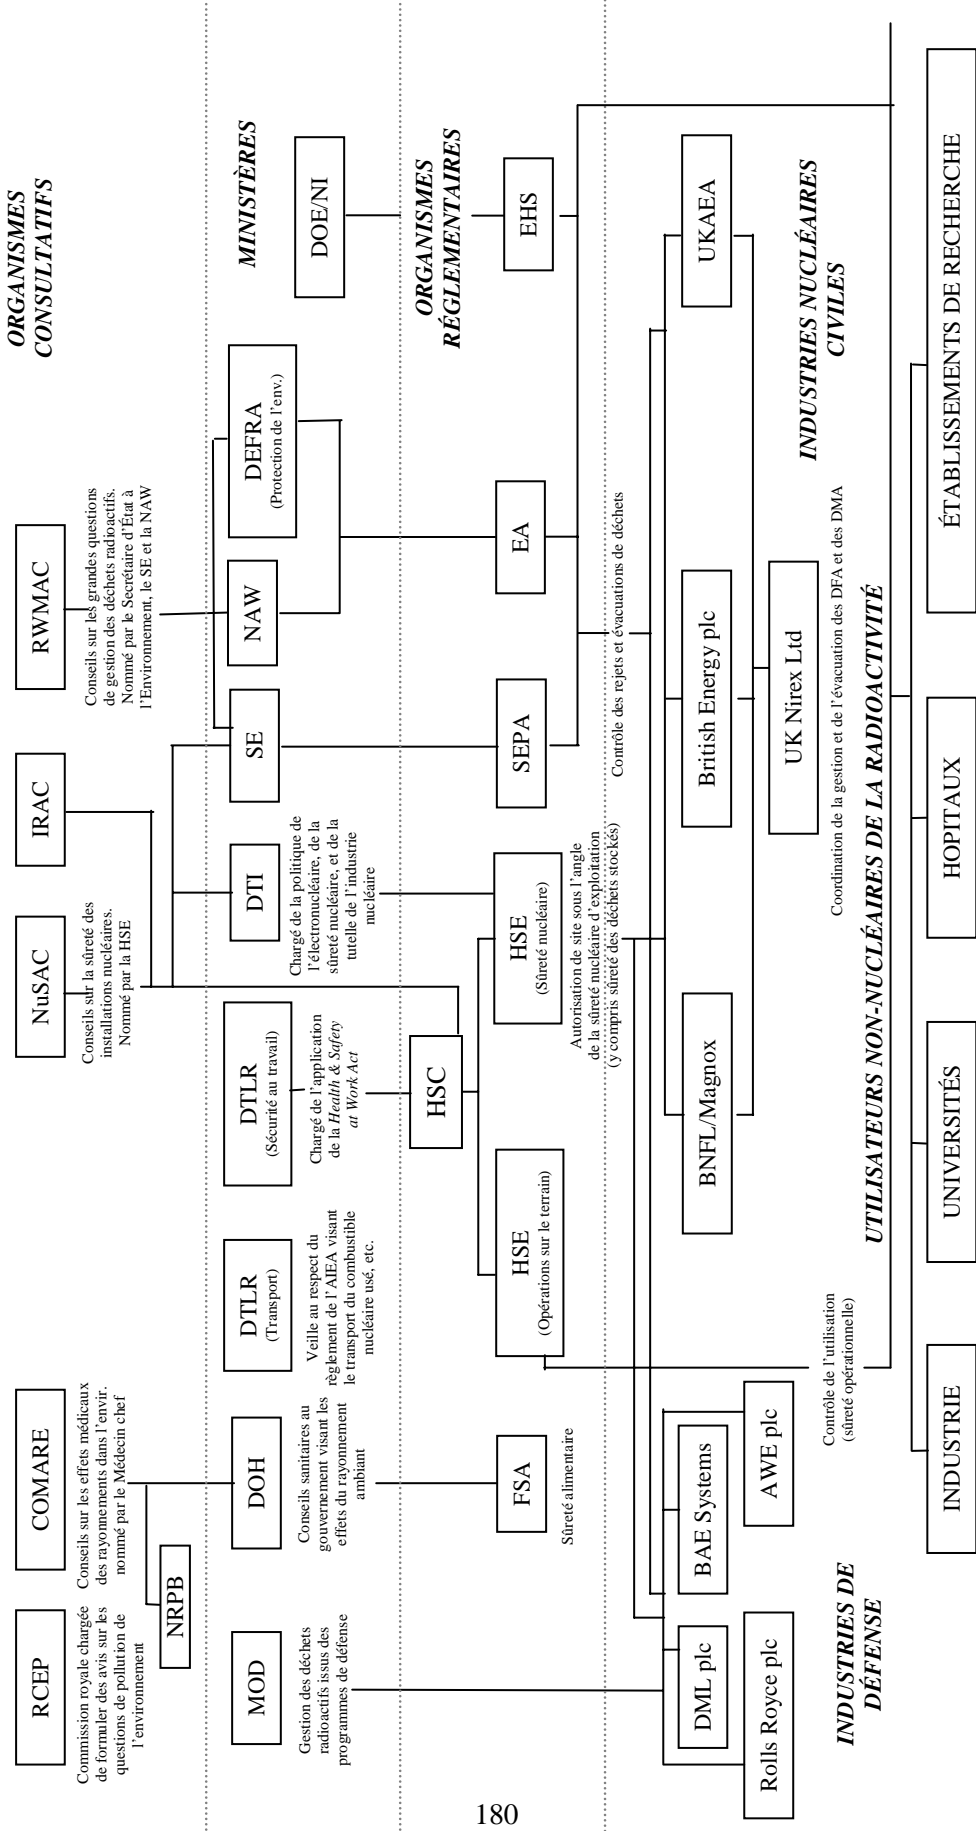 ORGANISMES
CONSULTATIFS
RCEP
Commission royale chargée
de formuler des avis sur les
questions de pollution de
l'environnement
COMARE
Conseils sur les effets médicaux
des rayonnements dans l'envir.
nommé par le Médecin chef
NRPB
NuSAC
Conseils sur la sûreté des
installations nucléaires.
Nommé par la HSE
IRAC
RWMAC
Conseils sur les grandes questions
de gestion des déchets radioactifs.
Nommé par le Secrétaire d'État à
l'Environnement, le SE et la NAW
MINISTÈRES
MOD
Gestion des déchets
radioactifs issus des
programmes de défense
DOH
Conseils sanitaires au
gouvernement visant les
effets du rayonnement
ambiant
DTLR
(Transport)
Veille au respect du
règlement de l'AIEA visant
le transport du combustible
nucléaire usé, etc.
DTLR
(Sécurité au travail)
Chargé de l'application
de la Health & Safety
at Work Act
DTI
Chargé de la politique de
l'électronucléaire, de la
sûreté nucléaire, et de la
tutelle de l'industrie
nucléaire
SE
NAW
DEFRA
(Protection de l'env.)
DOE/NI
ORGANISMES
RÉGLEMENTAIRES
FSA
Sûreté alimentaire
HSC
HSE
(Opérations sur le terrain)
HSE
(Sûreté nucléaire)
Autorisation de site sous l'angle
de la sûreté nucléaire d'exploitation
(y compris sûreté des déchets stockés)
SEPA
EA
EHS
Contrôle des rejets et évacuations de déchets
DML plc
BAE Systems
Rolls Royce plc
AWE plc
INDUSTRIES DE
DÉFENSE
BNFL/Magnox
British Energy plc
UKAEA
UK Nirex Ltd
Coordination de la gestion et de l'évacuation des DFA et des DMA
INDUSTRIES NUCLÉAIRES
CIVILES
Contrôle de l'utilisation
(sûreté opérationnelle)
UTILISATEURS NON-NUCLÉAIRES DE LA RADIOACTIVITÉ
INDUSTRIE
UNIVERSITÉS
HOPITAUX
ÉTABLISSEMENTS DE RECHERCHE
180